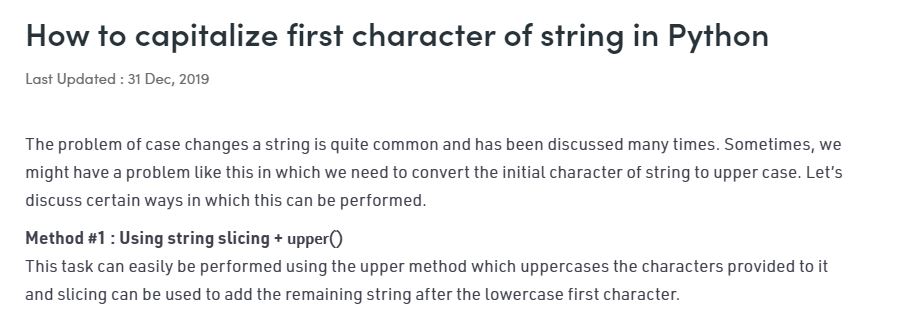 How to capitalize first character of string in Python
Last Updated : 31 Dec, 2019
The problem of case changes a string is quite common and has been discussed many times. Sometimes, we
might have a problem like this in which we need to convert the initial character of string to upper case. Let's
discuss certain ways in which this can be performed.
Method #1 : Using string slicing + upper()
This task can easily be performed using the upper method which uppercases the characters provided to it
and slicing can be used to add the remaining string after the lowercase first character.